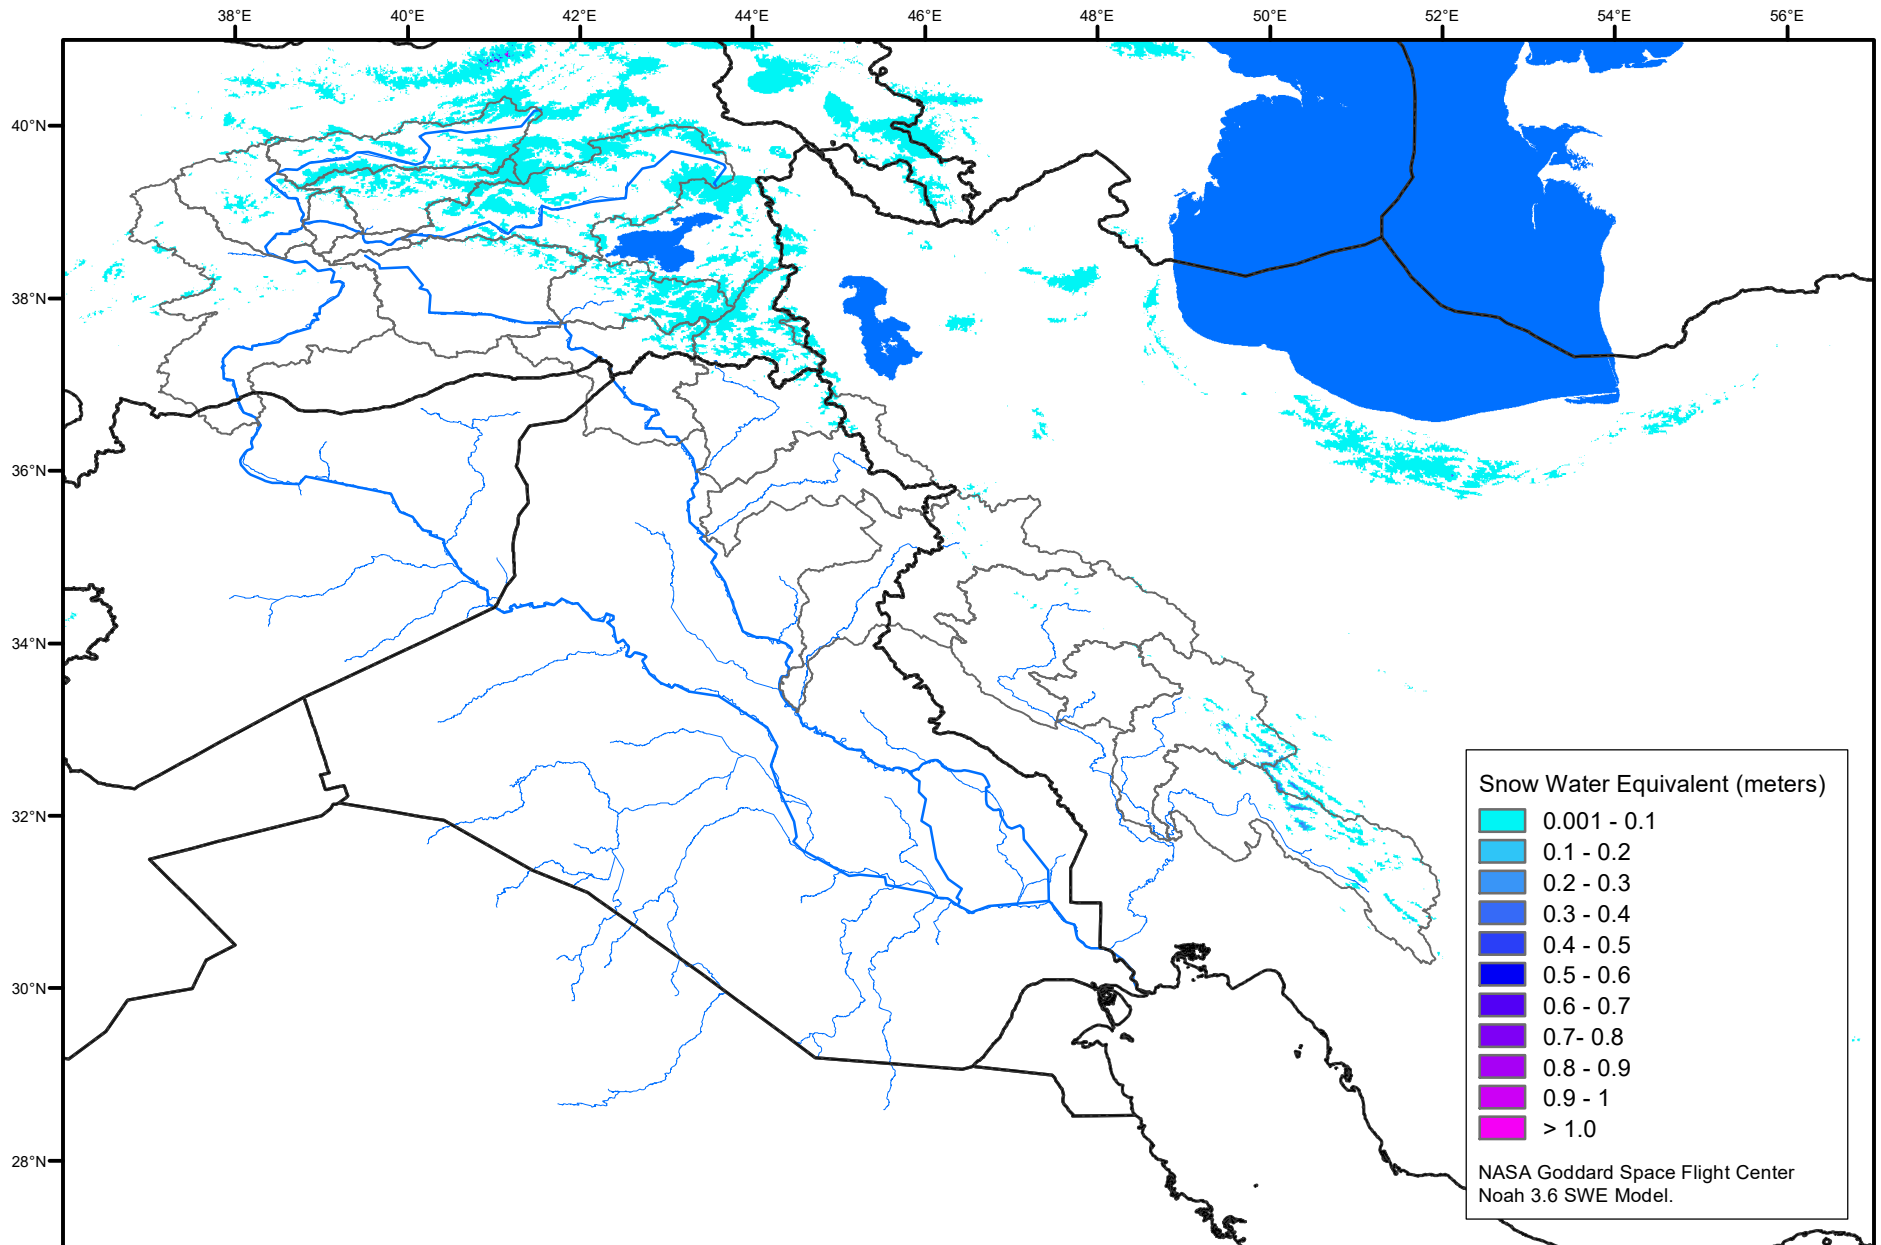 38°E 40°E 42°E 44°E 46°E 48°E 50°E 52°E 54°E 56°E
40°N
38°N
36°N
34°N
32°N
30°N
28°N
Snow Water Equivalent (meters)
0.001 - 0.1
0.1 - 0.2
0.2 - 0.3
0.3 - 0.4
0.4 - 0.5
0.5 - 0.6
0.6 - 0.7
0.7- 0.8
0.8 - 0.9
0.9 - 1
> 1.0
NASA Goddard Space Flight Center
Noah 3.6 SWE Model.